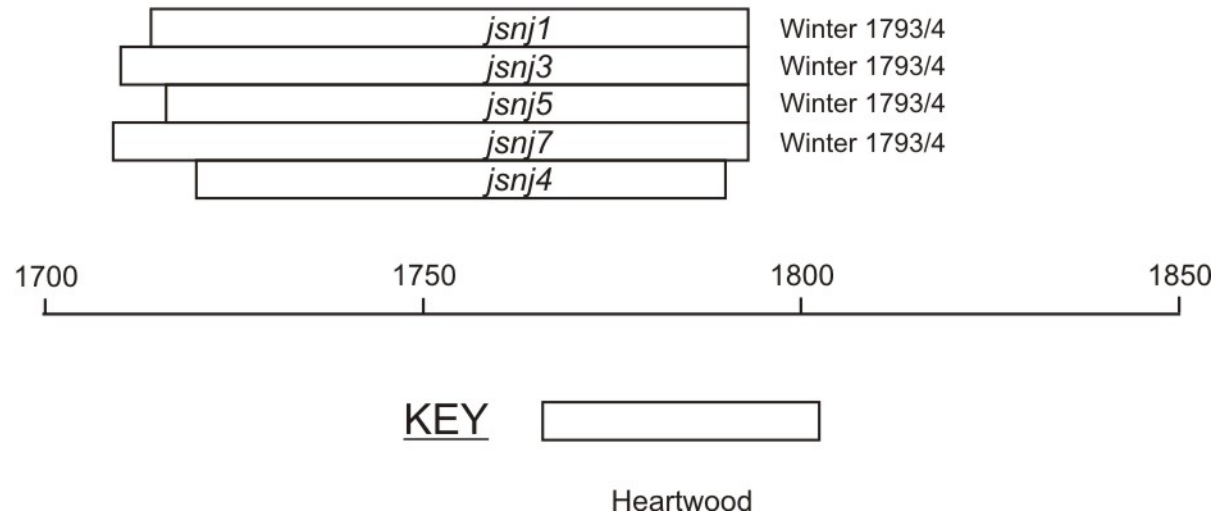 jsnj1 Winter 1793/4
jsnj3 Winter 1793/4
jsnj5 Winter 1793/4
jsnj7 Winter 1793/4
jsnj4
1700 1750 1800 1850
KEY
Heartwood